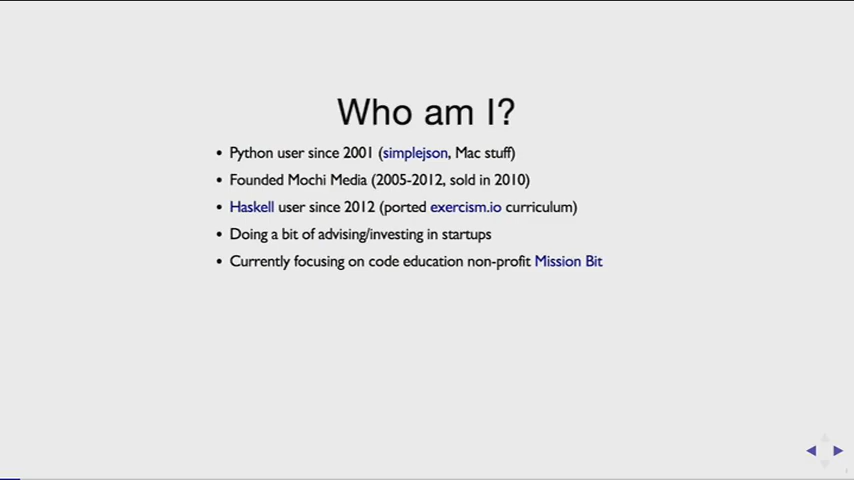 Who am I?
• Python user since 2001 (simplejson, Mac stuff)
• Founded Mochi Media (2005-2012, sold in 2010)
• Haskell user since 2012 (ported exercism.io curriculum)
• Doing a bit of advising/investing in startups
• Currently focusing on code education non-profit Mission Bit